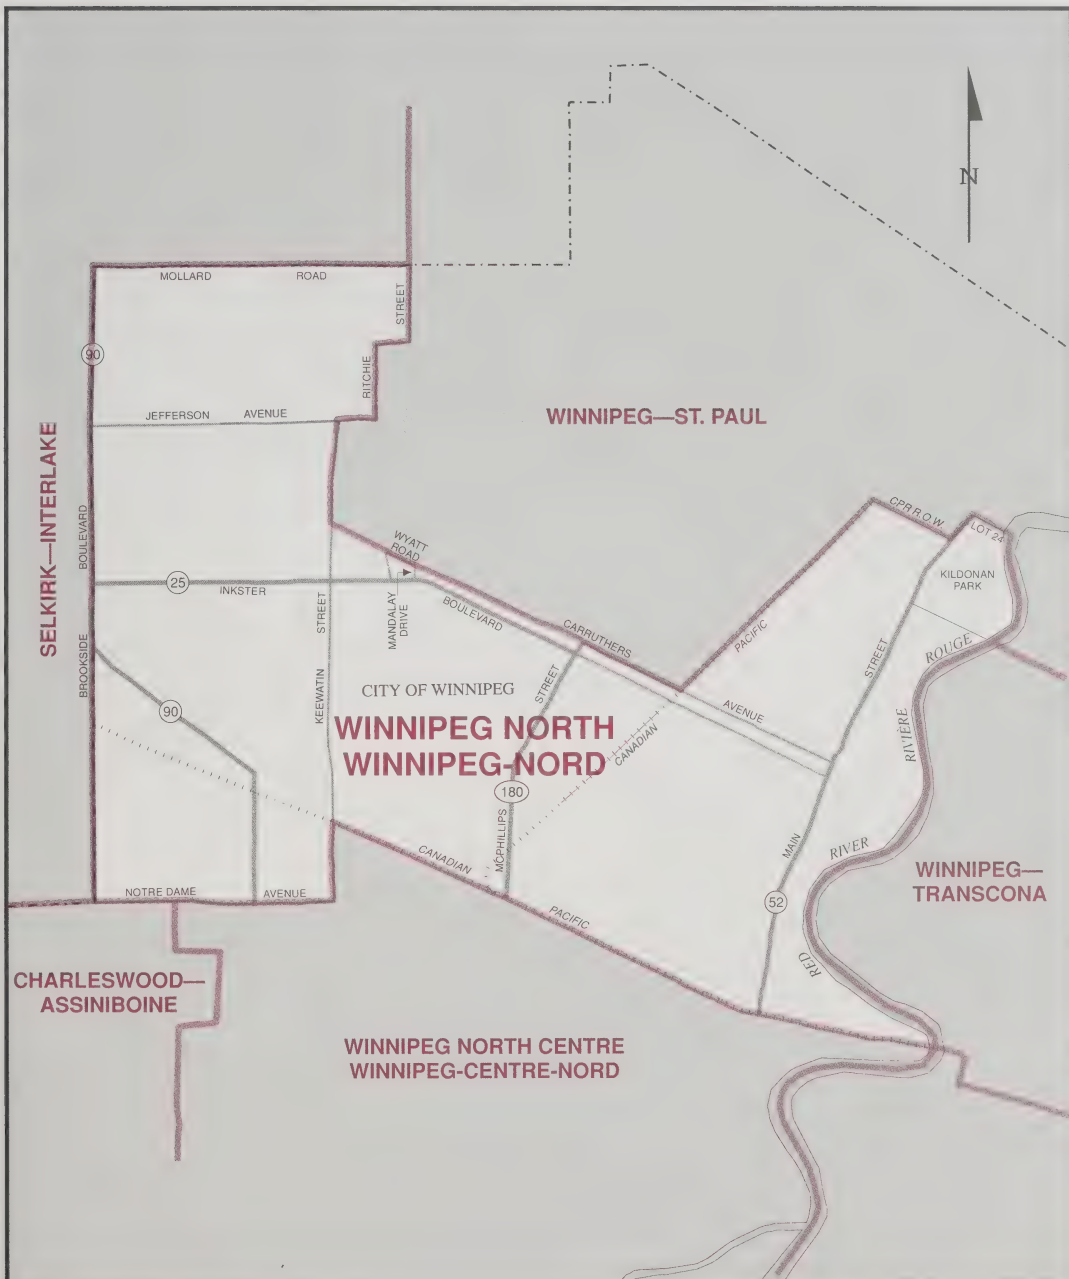 N
MOLLARD ROAD
STREET
90
RITCHIE
JEFFERSON AVENUE
WINNIPEG—ST. PAUL
SELKIRK—INTERLAKE
CPR R.O.W
LOT 24
BOULEVARD
WYATT
ROAD
KILDONAN
PARK
25
INKSTER
STREET
MANDALAY
DRIVE
BOULEVARD
CARRUTHERS
PACIFIC
STREET
ROUGE
BROOKSIDE
KEEWATIN
CITY OF WINNIPEG
STREET
90
AVENUE
RIVIÈRE
WINNIPEG NORTH
WINNIPEG-NORD
CANADIAN
180
MCPHILLIPS
MAIN
RIVER
CANADIAN
WINNIPEG—
TRANSCONA
NOTRE DAME AVENUE
PACIFIC
52
RED
CHARLESWOOD—
ASSINIBOINE
WINNIPEG NORTH CENTRE
WINNIPEG-CENTRE-NORD